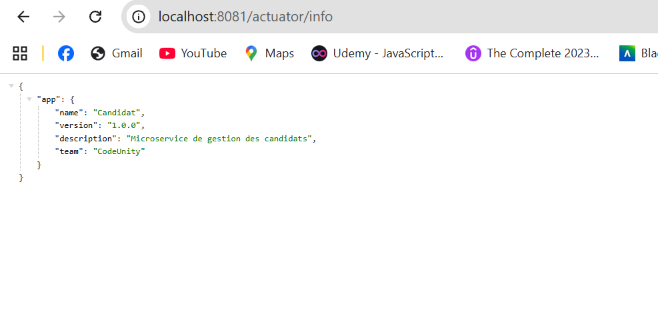 localhost:8081/actuator/info
Gmail YouTube Maps Udemy - JavaScript... The Complete 2023... Bla
{
"app": {
"name": "Candidat",
"version": "1.0.0",
"description": "Microservice de gestion des candidats",
"team": "CodeUnity"
}
}